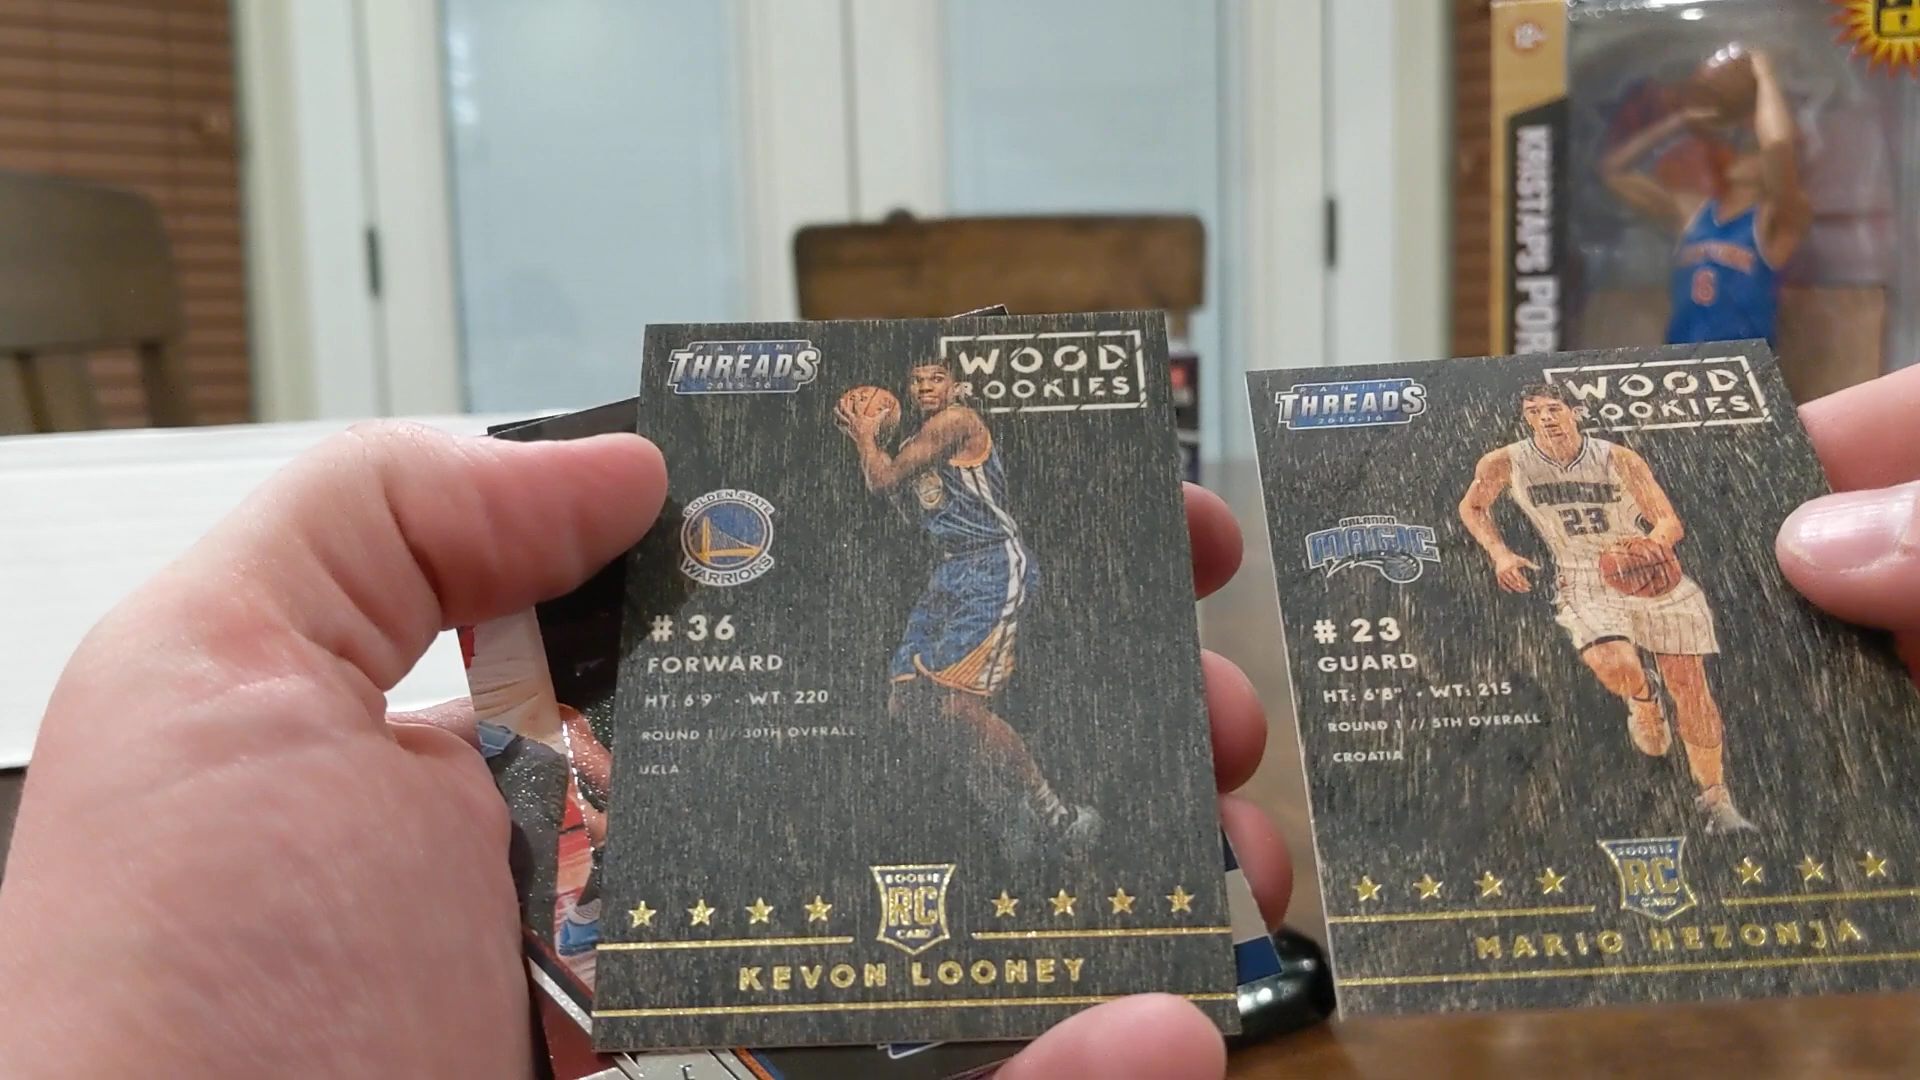 PANINI
THREADS
2015-16
WOOD
ROOKIES
GOLDEN STATE
WARRIORS
#36
FORWARD
HT: 6'9" - WT: 220
ROUND 1 // 30TH OVERALL
UCLA
ROOKIE
RC
CARD
KEVON LOONEY
PANINI
THREADS
2015-16
WOOD
ROOKIES
ORLANDO
MAGIC
MAGIC
23
#23
GUARD
HT: 6'8" - WT: 215
ROUND 1 // 5TH OVERALL
CROATIA
ROOKIE
RC
CARD
MARIO HEZONJA
KRISTAPS POR
6